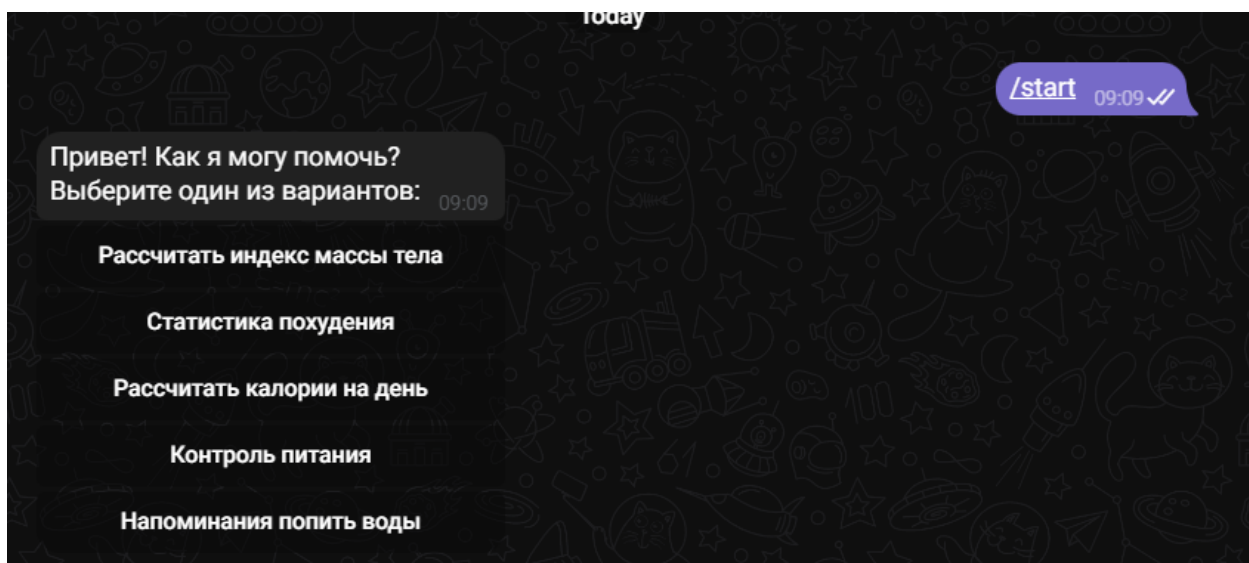 Today
/start 09:09
Привет! Как я могу помочь?
Выберите один из вариантов: 09:09
Рассчитать индекс массы тела
Статистика похудения
Рассчитать калории на день
Контроль питания
Напоминания попить воды
E=mc²